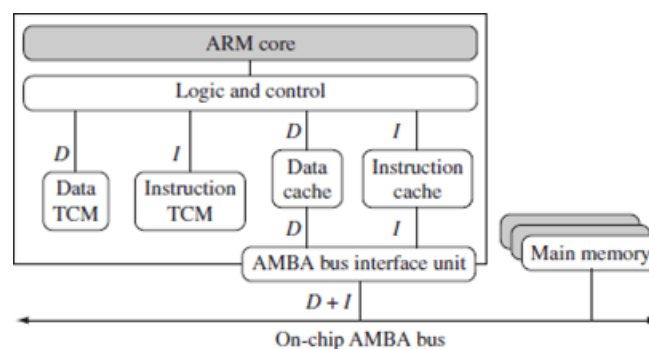 ARM core
Logic and control
D
I
D
I
Data
TCM
Instruction
TCM
Data
cache
Instruction
cache
D
I
AMBA bus interface unit
Main memory
D + I
On-chip AMBA bus